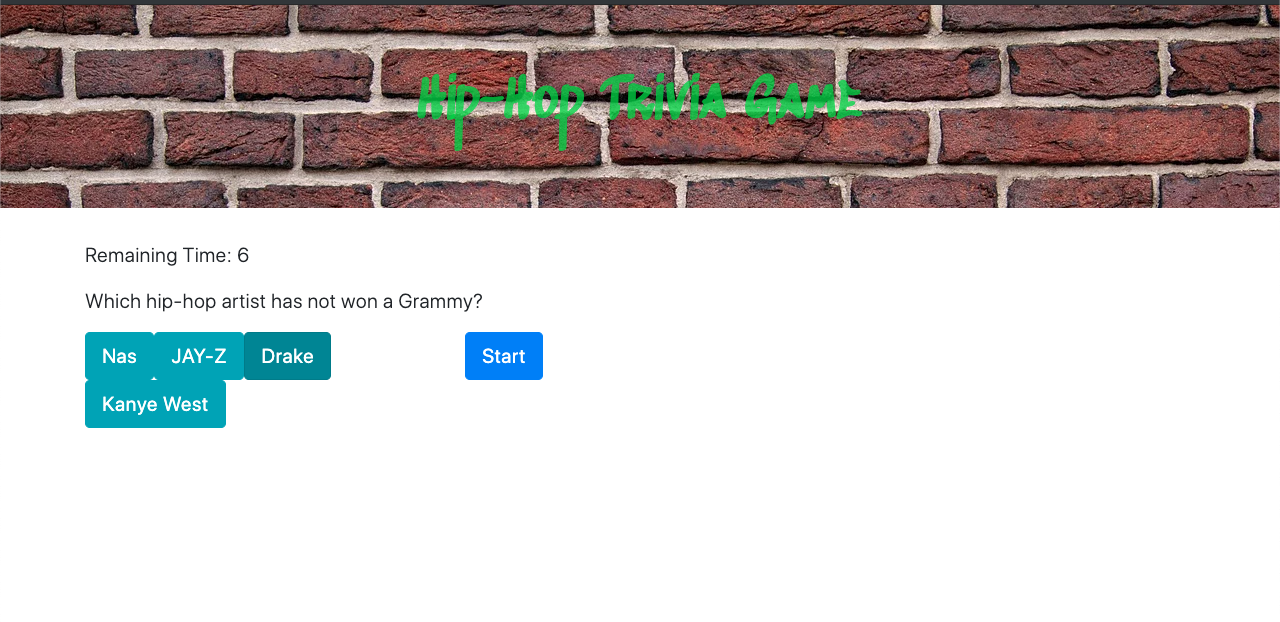 Hip-Hop Trivia Game
Remaining Time: 6
Which hip-hop artist has not won a Grammy?
Nas JAY-Z Drake Start
Kanye West